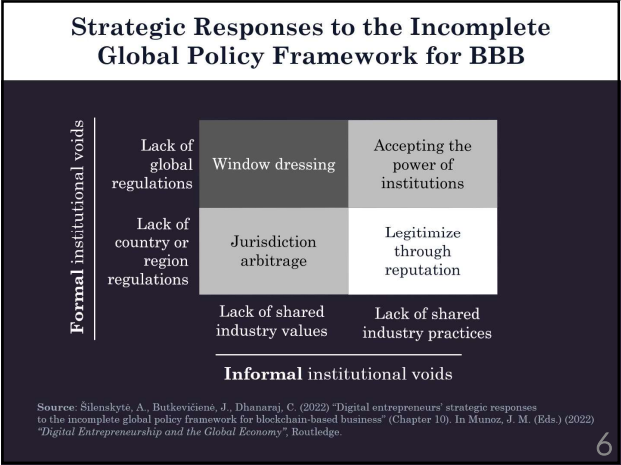 Strategic Responses to the Incomplete
Global Policy Framework for BBB
Formal institutional voids
Lack of
global
regulations
Window dressing
Accepting the
power of
institutions
Lack of
country or
region
regulations
Jurisdiction
arbitrage
Legitimize
through
reputation
Lack of shared
industry values
Lack of shared
industry practices
Informal institutional voids
Source: Šilenskytė, A., Butkevičienė, J., Dhanaraj, C. (2022) “Digital entrepreneurs’ strategic responses
to the incomplete global policy framework for blockchain-based business” (Chapter 10). In Munoz, J. M. (Eds.) (2022)
“Digital Entrepreneurship and the Global Economy”, Routledge.
6